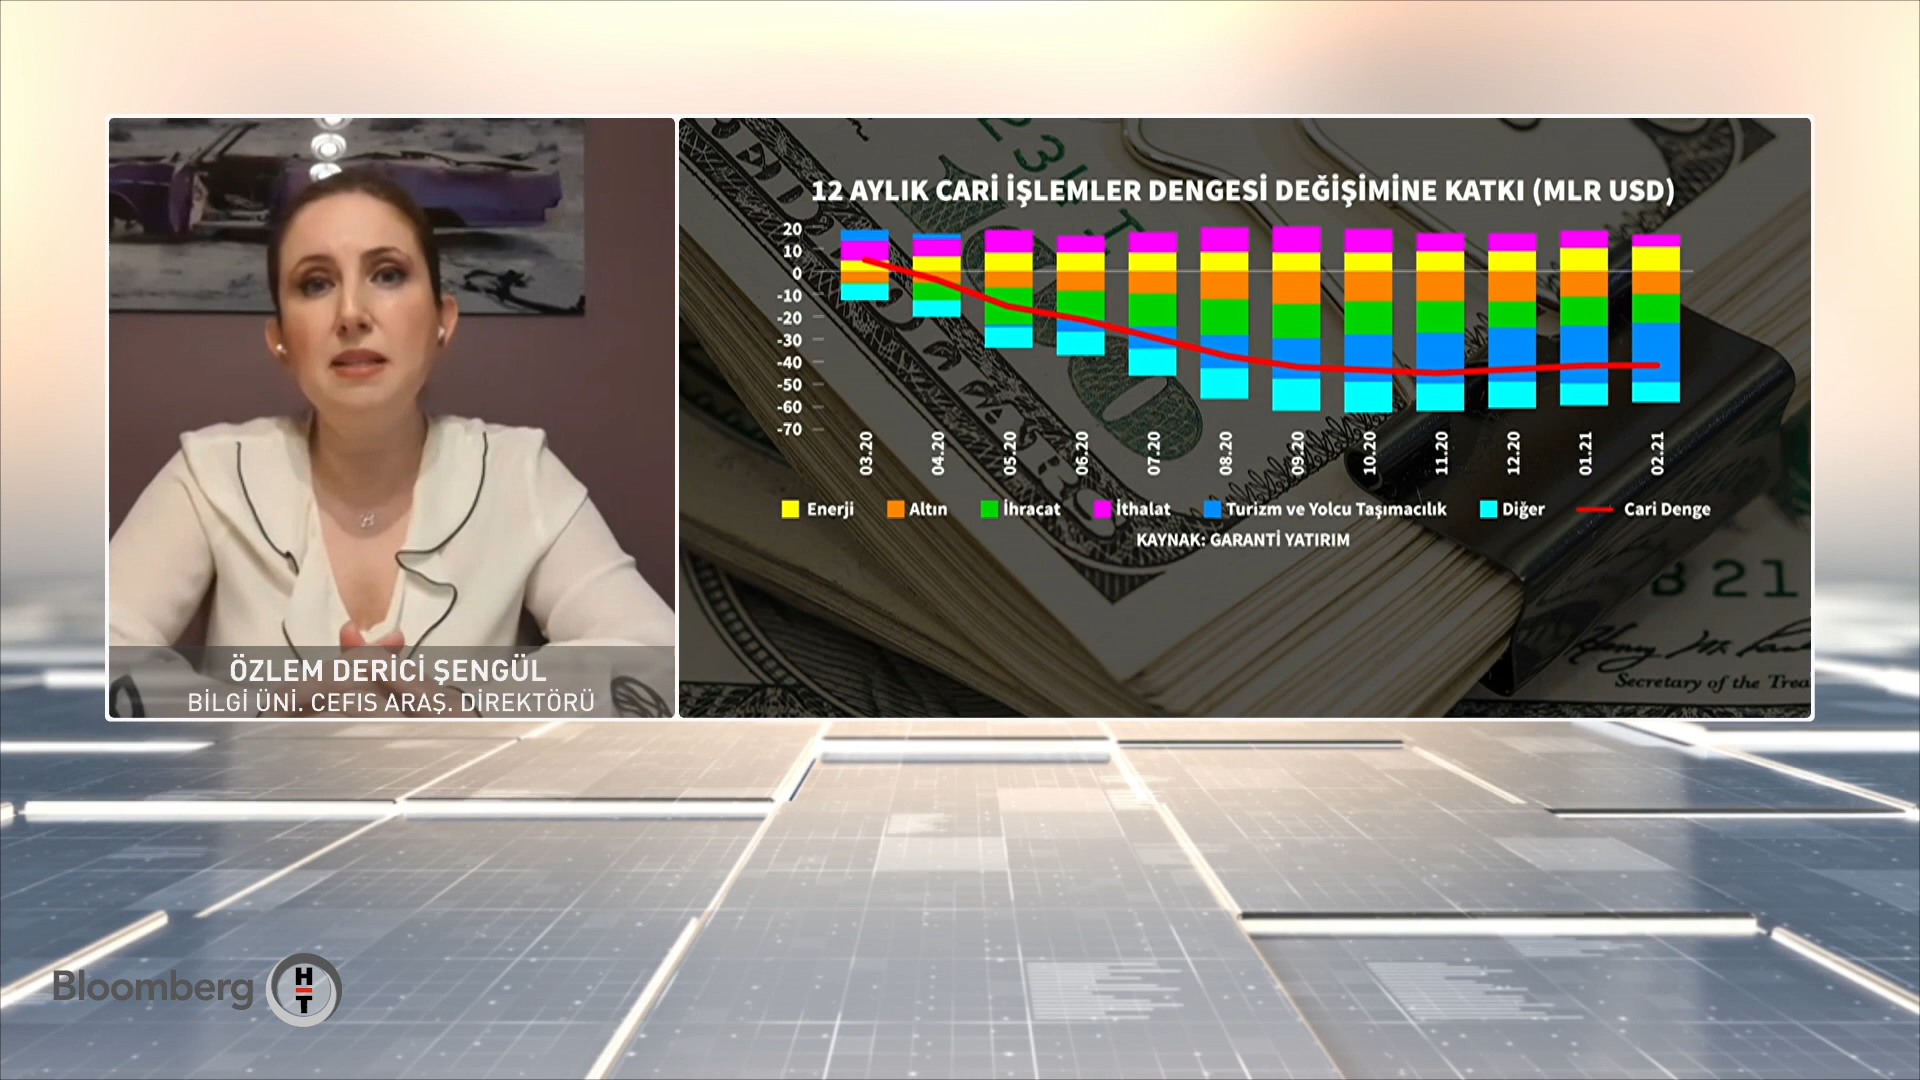 12 AYLIK CARİ İŞLEMLER DENGESİ DEĞİŞİMİNE KATKI (MLR USD)
20
10
0
-10
-20
-30
-40
-50
-60
-70
03.20 04.20 05.20 06.20 07.20 08.20 09.20 10.20 11.20 12.20 01.21 02.21
Enerji Altın İhracat İthalat Turizm ve Yolcu Taşımacılık Diğer Cari Denge
KAYNAK: GARANTİ YATIRIM
B 21
Secretary of the Trea
ÖZLEM DERİCİ ŞENGÜL
BİLGİ ÜNİ. CEFIS ARAŞ. DİREKTÖRÜ
Bloomberg HT